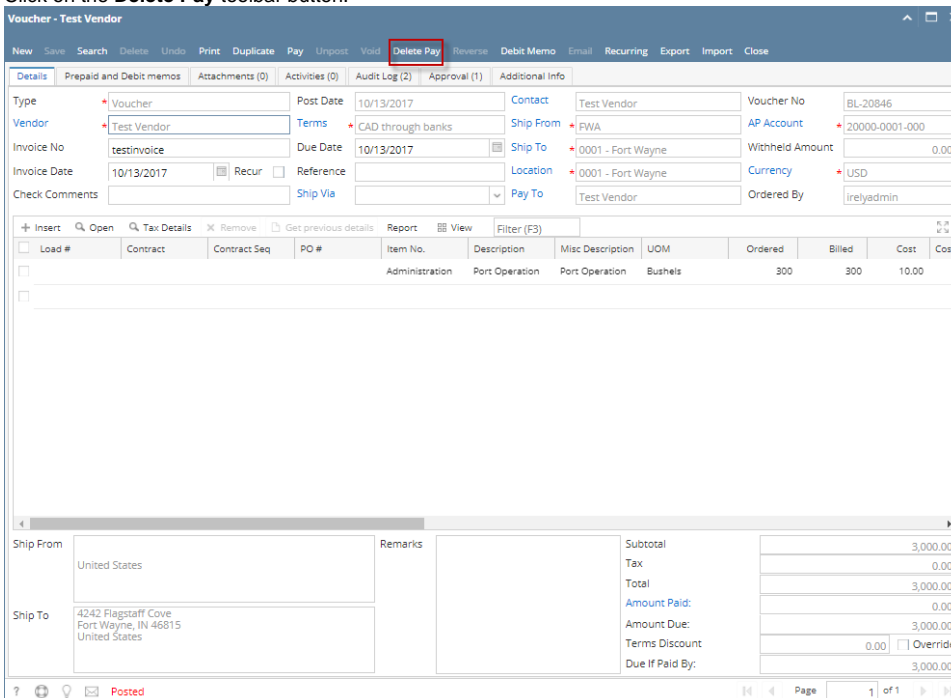 Click on the Delete Pay toolbar button.
Voucher - Test Vendor
New Save Search Delete Undo Print Duplicate Pay Unpost Void Delete Pay Reverse Debit Memo Email Recurring Export Import Close
Details Prepaid and Debit memos Attachments (0) Activities (0) Audit Log (2) Approval (1) Additional Info
Type * Voucher Post Date 10/13/2017 Contact Test Vendor Voucher No BL-20846
Vendor * Test Vendor Terms * CAD through banks Ship From * FWA AP Account * 20000-0001-000
Invoice No testinvoice Due Date 10/13/2017 Ship To * 0001 - Fort Wayne Withheld Amount 0.00
Invoice Date 10/13/2017 Recur Reference Location * 0001 - Fort Wayne Currency * USD
Check Comments Ship Via Pay To Test Vendor Ordered By irelyadmin
+ Insert Open Tax Details Remove Get previous details Report View Filter (F3)
Load # Contract Contract Seq PO # Item No. Description Misc Description UOM Ordered Billed Cost Cos
Administration Port Operation Port Operation Bushels 300 300 10.00
Ship From United States Remarks Subtotal 3,000.00
Tax 0.00
Total 3,000.00
Amount Paid: 0.00
Ship To 4242 Flagstaff Cove
Fort Wayne, IN 46815
United States
Amount Due: 3,000.00
Terms Discount 0.00 Override
Due If Paid By: 3,000.00
? Posted Page 1 of 1